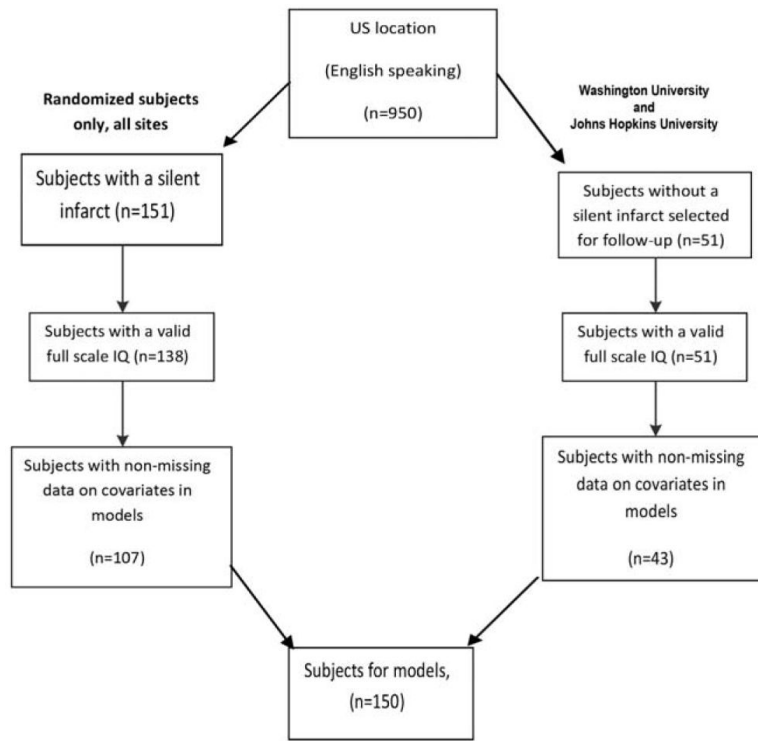 US location
(English speaking)
(n=950)
Randomized subjects
only, all sites
Washington University
and
Johns Hopkins University
Subjects with a silent
infarct (n=151)
Subjects without a
silent infarct selected
for follow-up (n=51)
Subjects with a valid
full scale IQ (n=138)
Subjects with a valid
full scale IQ (n=51)
Subjects with non-missing
data on covariates in
models
(n=107)
Subjects with non-missing
data on covariates in
models
(n=43)
Subjects for models,
(n=150)